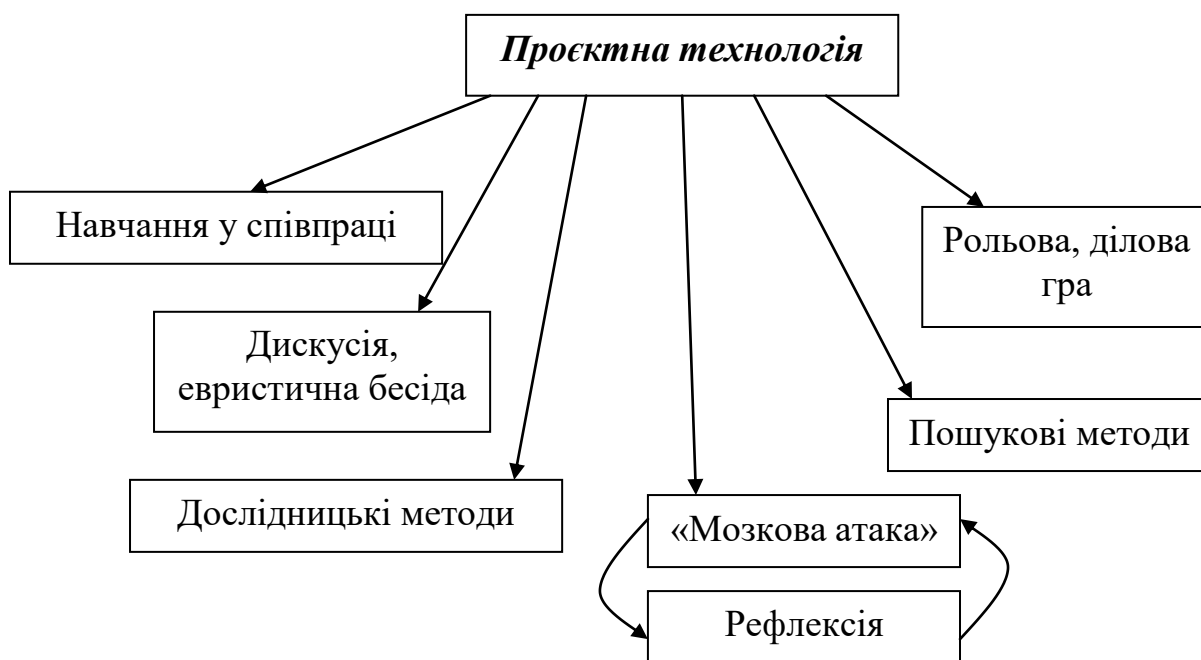 Проєктна технологія
Навчання у співпраці
Рольова, ділова
гра
Дискусія,
евристична бесіда
Пошукові методи
Дослідницькі методи
«Мозкова атака»
Рефлексія